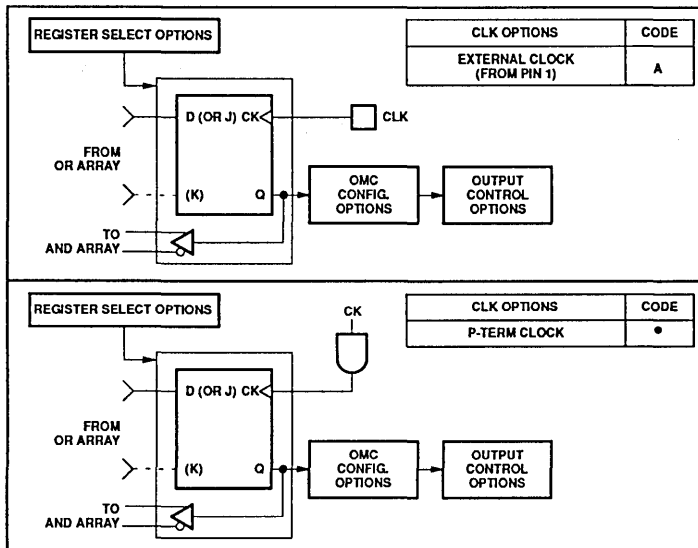 REGISTER SELECT OPTIONS
CLK OPTIONS CODE
EXTERNAL CLOCK
(FROM PIN 1) A
D (OR J) CK
CLK
FROM
OR ARRAY
(K) Q
OMC
CONFIG.
OPTIONS
OUTPUT
CONTROL
OPTIONS
TO
AND ARRAY
REGISTER SELECT OPTIONS
CK
CLK OPTIONS CODE
P-TERM CLOCK •
D (OR J) CK
FROM
OR ARRAY
(K) Q
OMC
CONFIG.
OPTIONS
OUTPUT
CONTROL
OPTIONS
TO
AND ARRAY